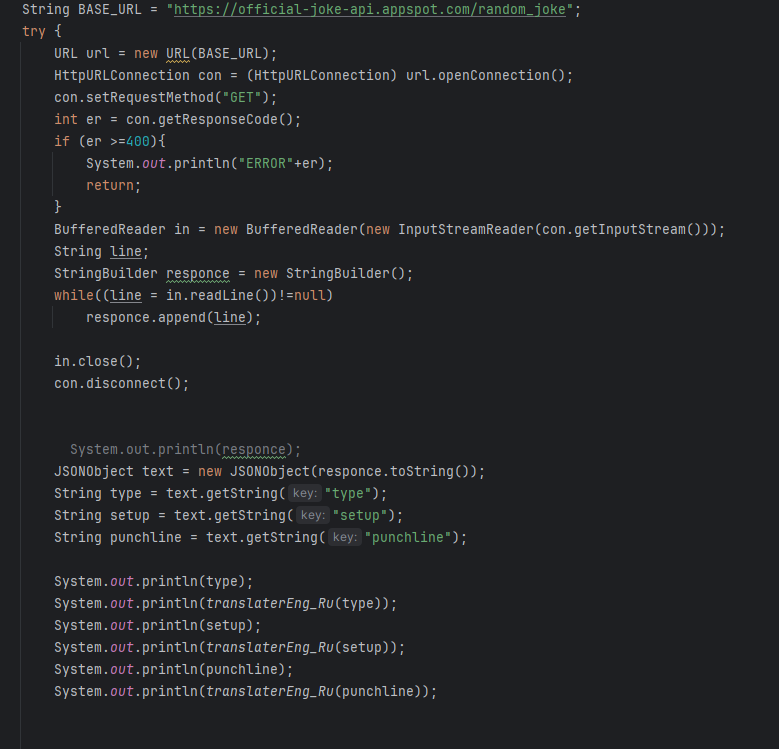 String BASE_URL = "https://official-joke-api.appspot.com/random_joke";
try {
    URL url = new URL(BASE_URL);
    HttpURLConnection con = (HttpURLConnection) url.openConnection();
    con.setRequestMethod("GET");
    int er = con.getResponseCode();
    if (er >=400){
        System.out.println("ERROR"+er);
        return;
    }
    BufferedReader in = new BufferedReader(new InputStreamReader(con.getInputStream()));
    String line;
    StringBuilder responce = new StringBuilder();
    while((line = in.readLine())!=null)
        responce.append(line);

    in.close();
    con.disconnect();

      System.out.println(responce);
    JSONObject text = new JSONObject(responce.toString());
    String type = text.getString( key: "type");
    String setup = text.getString( key: "setup");
    String punchline = text.getString( key: "punchline");

    System.out.println(type);
    System.out.println(translaterEng_Ru(type));
    System.out.println(setup);
    System.out.println(translaterEng_Ru(setup));
    System.out.println(punchline);
    System.out.println(translaterEng_Ru(punchline));